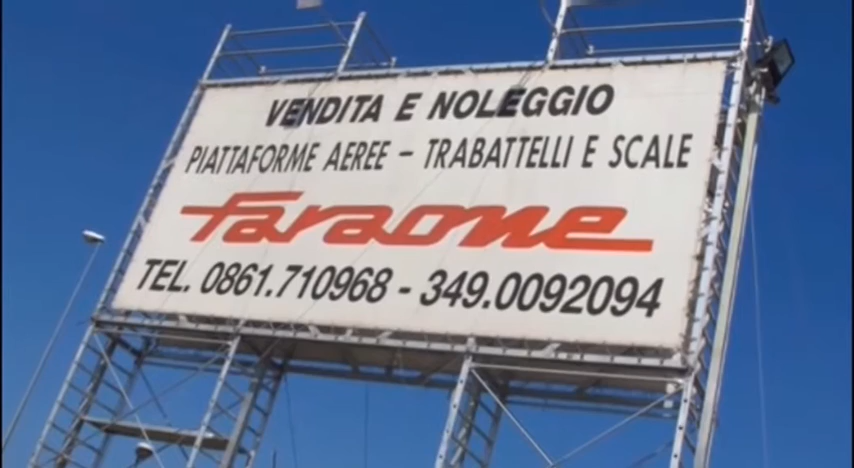 VENDITA E NOLEGGIO
PIATTAFORME AEREE – TRABATTELLI E SCALE
Faraone
TEL. 0861.710968 - 349.0092094